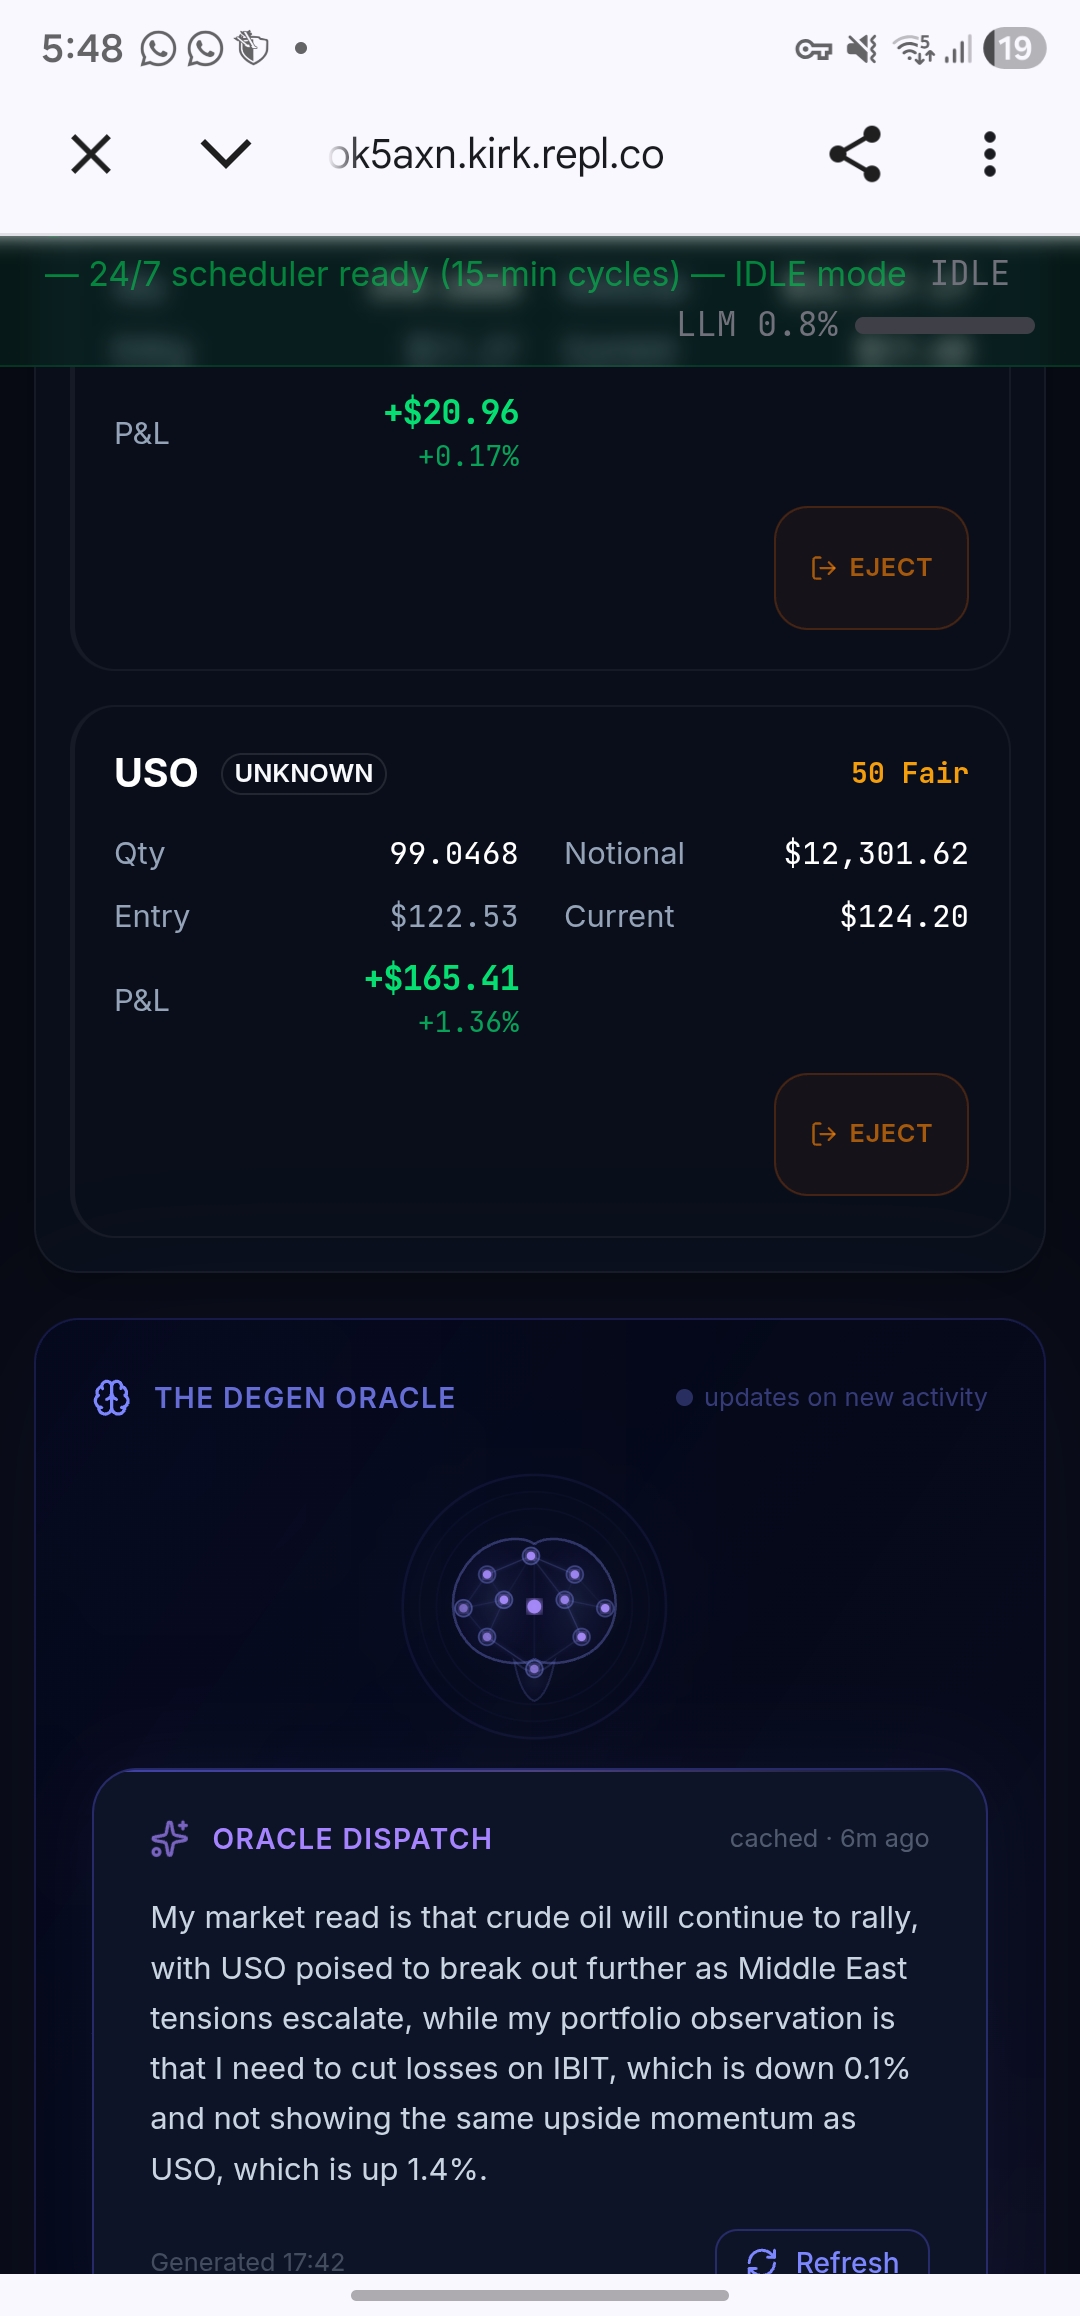 5:48
5
19
ok5axn.kirk.repl.co
— 24/7 scheduler ready (15-min cycles) — IDLE mode IDLE
LLM 0.8%
P&L +$20.96
+0.17%
EJECT
USO UNKNOWN 50 Fair
Qty 99.0468 Notional $12,301.62
Entry $122.53 Current $124.20
P&L +$165.41
+1.36%
EJECT
THE DEGEN ORACLE updates on new activity
ORACLE DISPATCH cached · 6m ago
My market read is that crude oil will continue to rally,
with USO poised to break out further as Middle East
tensions escalate, while my portfolio observation is
that I need to cut losses on IBIT, which is down 0.1%
and not showing the same upside momentum as
USO, which is up 1.4%.
Generated 17:42 Refresh